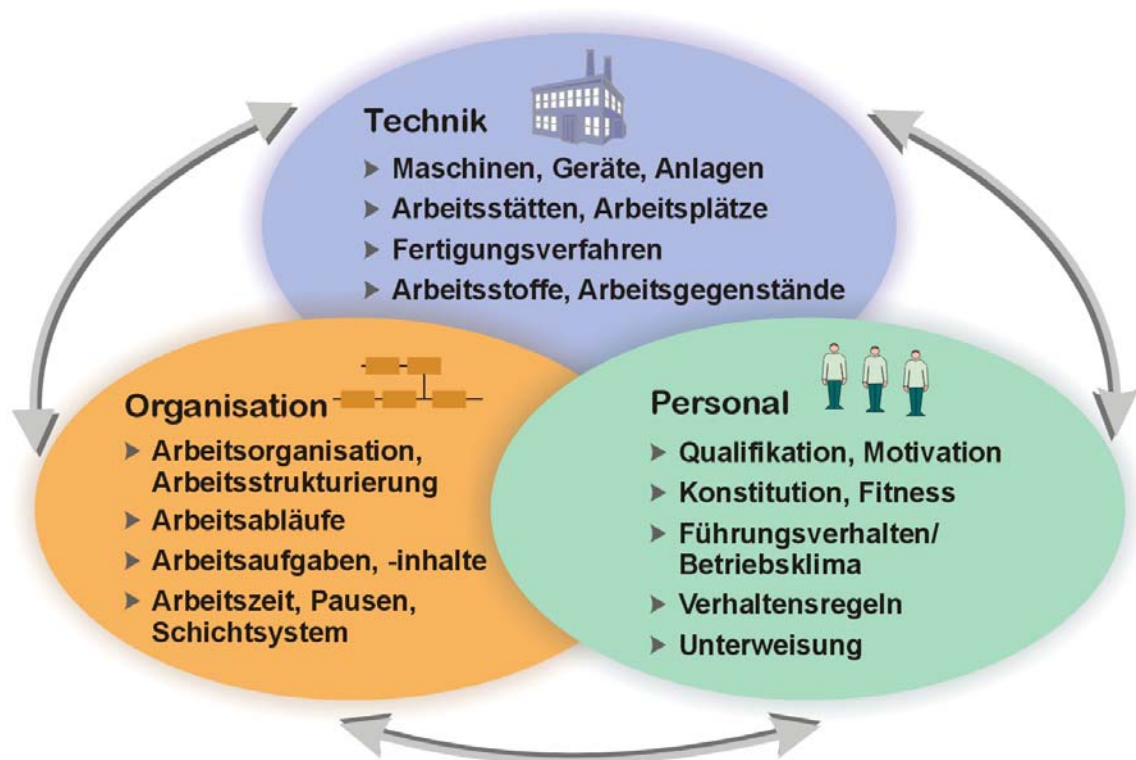 Technik
Maschinen, Geräte, Anlagen
Arbeitsstätten, Arbeitsplätze
Fertigungsverfahren
Arbeitsstoffe, Arbeitsgegenstände
Organisation
Arbeitsorganisation,
Arbeitsstrukturierung
Arbeitsabläufe
Arbeitsaufgaben, -inhalte
Arbeitszeit, Pausen,
Schichtsystem
Personal
Qualifikation, Motivation
Konstitution, Fitness
Führungsverhalten/
Betriebsklima
Verhaltensregeln
Unterweisung